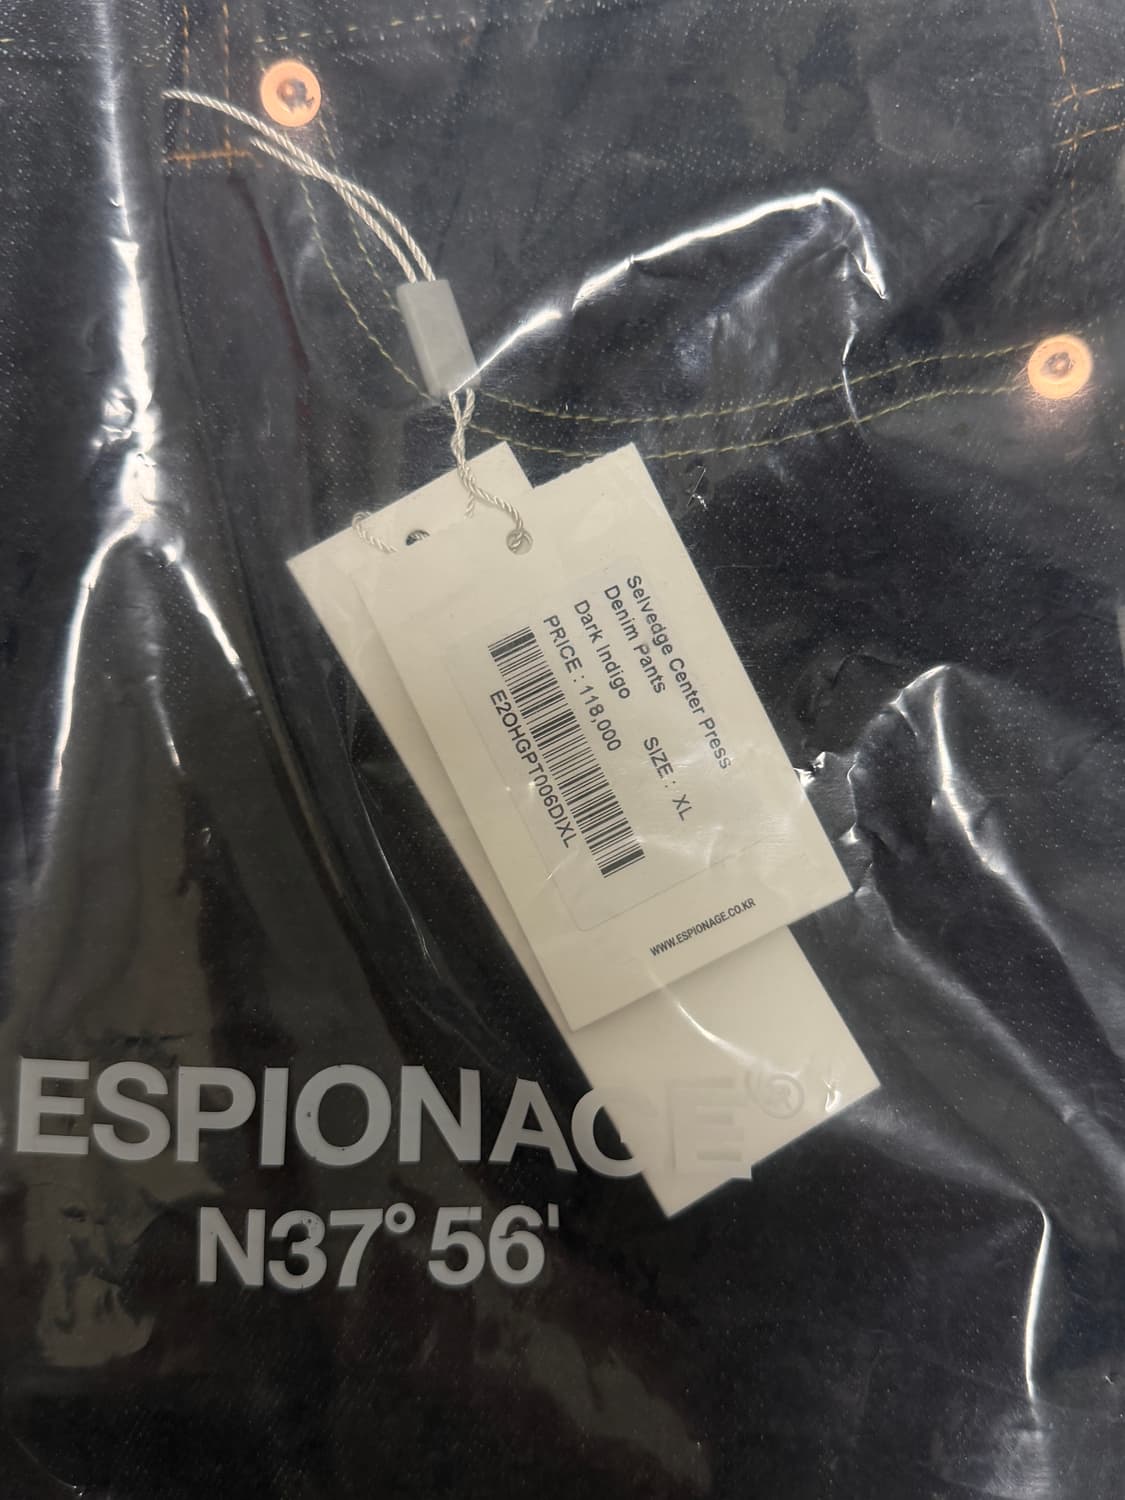 Selvedge Center Press
Denim Pants
Dark Indigo SIZE : XL
PRICE : 118,000
E2OHGPT006DIXL
WWW.ESPIONAGE.CO.KR
ESPIONAGE®
N37° 56'